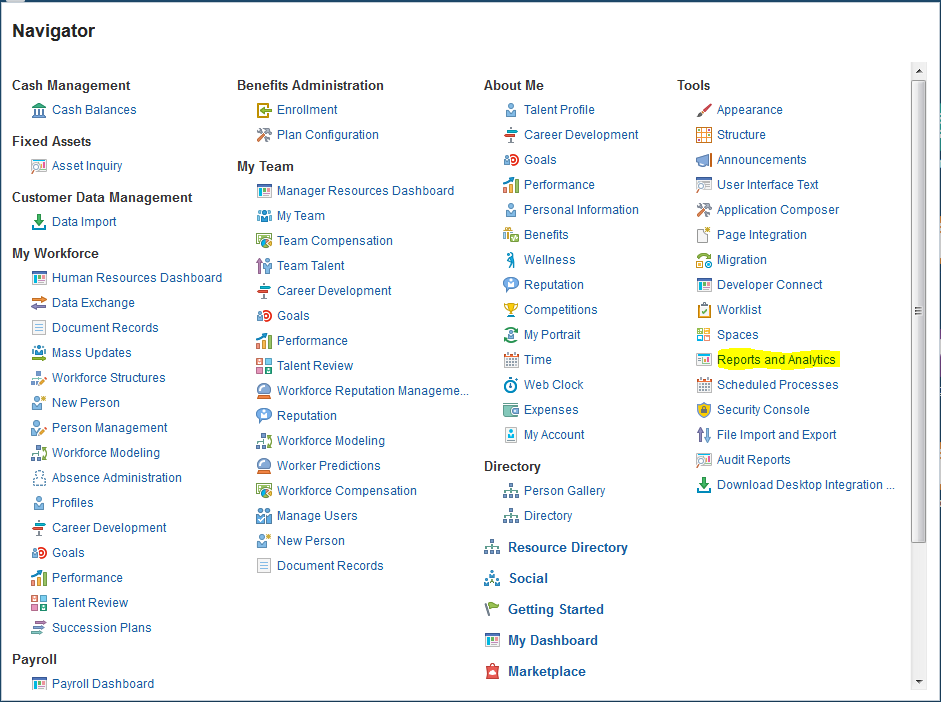 Navigator
Cash Management
Cash Balances
Fixed Assets
Asset Inquiry
Customer Data Management
Data Import
My Workforce
Human Resources Dashboard
Data Exchange
Document Records
Mass Updates
Workforce Structures
New Person
Person Management
Workforce Modeling
Absence Administration
Profiles
Career Development
Goals
Performance
Talent Review
Succession Plans
Payroll
Payroll Dashboard
Benefits Administration
Enrollment
Plan Configuration
My Team
Manager Resources Dashboard
My Team
Team Compensation
Team Talent
Career Development
Goals
Performance
Talent Review
Workforce Reputation Manageme...
Reputation
Workforce Modeling
Worker Predictions
Workforce Compensation
Manage Users
New Person
Document Records
About Me
Talent Profile
Career Development
Goals
Performance
Personal Information
Benefits
Wellness
Reputation
Competitions
My Portrait
Time
Web Clock
Expenses
My Account
Directory
Person Gallery
Directory
Resource Directory
Social
Getting Started
My Dashboard
Marketplace
Tools
Appearance
Structure
Announcements
User Interface Text
Application Composer
Page Integration
Migration
Developer Connect
Worklist
Spaces
Reports and Analytics
Scheduled Processes
Security Console
File Import and Export
Audit Reports
Download Desktop Integration ...